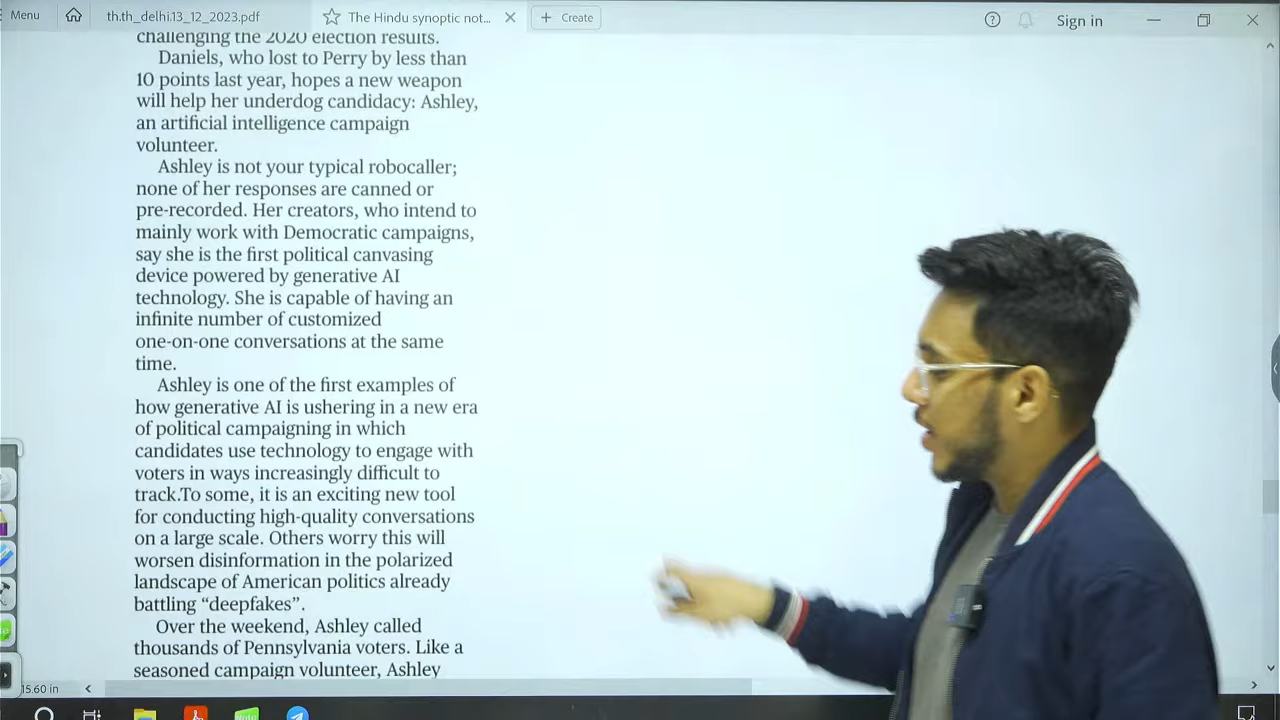 Menu
th.th_delhi.13_12_2023.pdf
The Hindu synoptic not...
Create
Sign in
challenging the 2020 election results.
Daniels, who lost to Perry by less than
10 points last year, hopes a new weapon
will help her underdog candidacy: Ashley,
an artificial intelligence campaign
volunteer.
Ashley is not your typical robocaller;
none of her responses are canned or
pre-recorded. Her creators, who intend to
mainly work with Democratic campaigns,
say she is the first political canvasing
device powered by generative AI
technology. She is capable of having an
infinite number of customized
one-on-one conversations at the same
time.
Ashley is one of the first examples of
how generative AI is ushering in a new era
of political campaigning in which
candidates use technology to engage with
voters in ways increasingly difficult to
track.To some, it is an exciting new tool
for conducting high-quality conversations
on a large scale. Others worry this will
worsen disinformation in the polarized
landscape of American politics already
battling “deepfakes”.
Over the weekend, Ashley called
thousands of Pennsylvania voters. Like a
seasoned campaign volunteer, Ashley
15.60 in